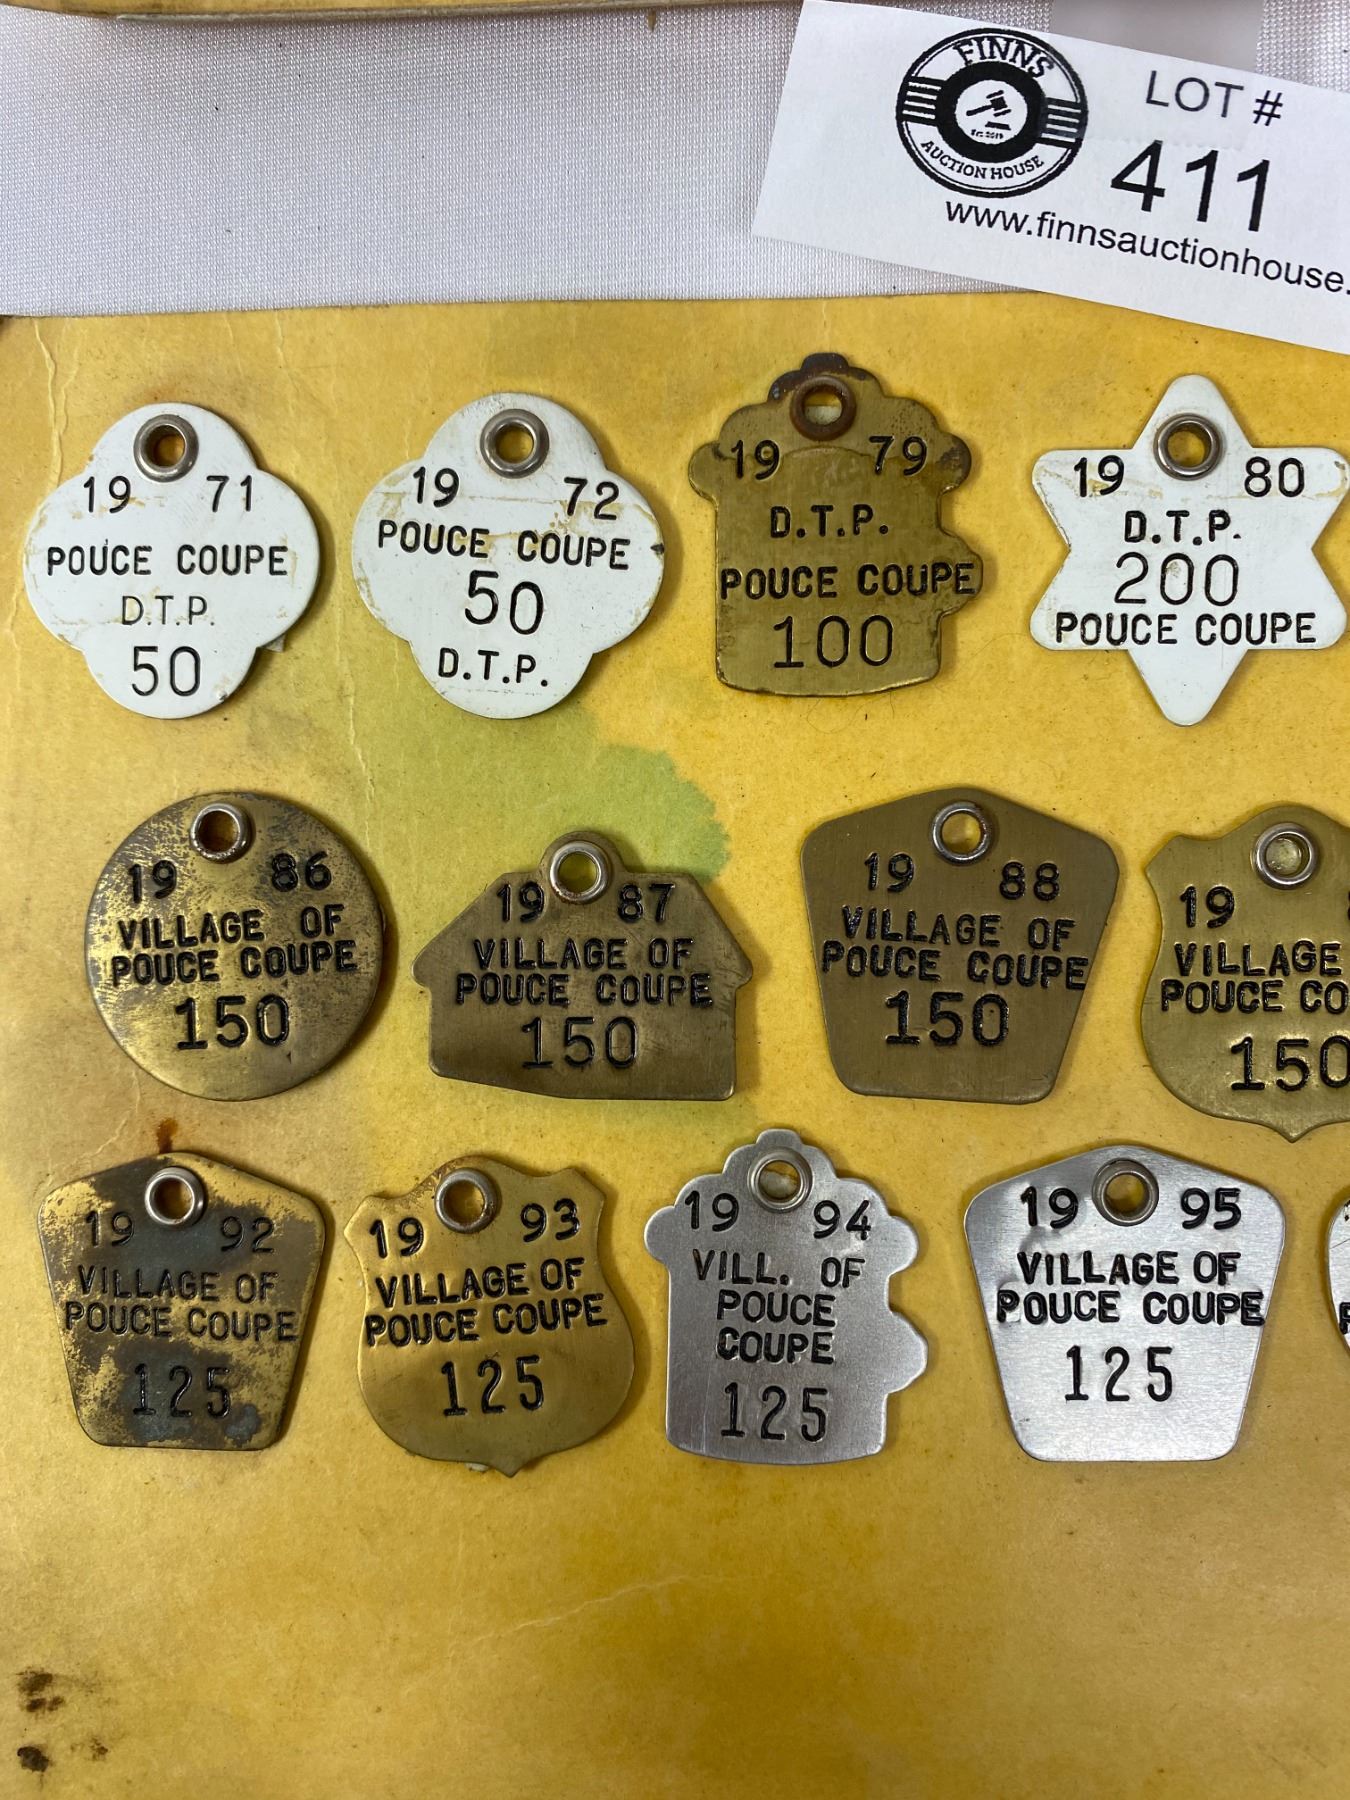 FINNS
AUCTION HOUSE
LOT #
411
www.finnsauctionhouse.
19 71
POUCE COUPE
D.T.P.
50
19 72
POUCE COUPE
50
D.T.P.
19 79
D.T.P.
POUCE COUPE
100
19 80
D.T.P.
200
POUCE COUPE
19 86
VILLAGE OF
POUCE COUPE
150
19 87
VILLAGE OF
POUCE COUPE
150
19 88
VILLAGE OF
POUCE COUPE
150
19 8
VILLAGE
POUCE CO
150
19 92
VILLAGE OF
POUCE COUPE
125
19 93
VILLAGE OF
POUCE COUPE
125
19 94
VILL. OF
POUCE
COUPE
125
19 95
VILLAGE OF
POUCE COUPE
125